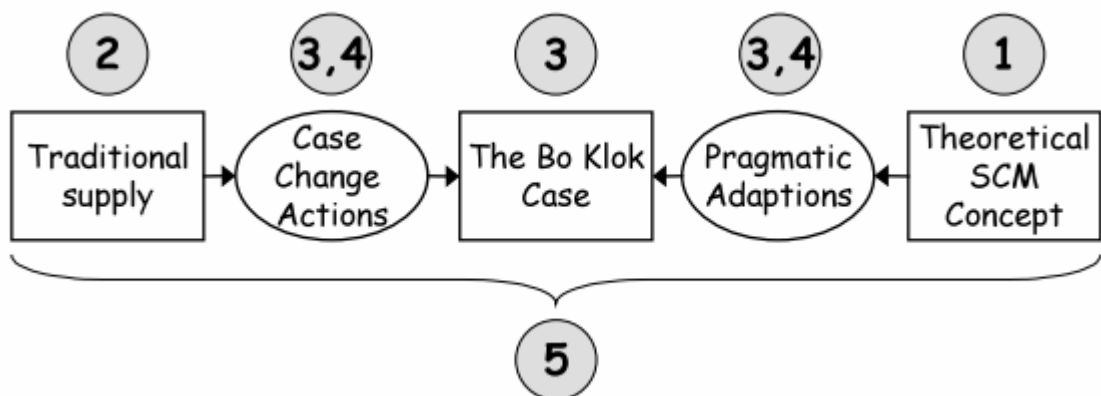 2
3,4
3
3,4
1
Traditional
supply
Case
Change
Actions
The Bo Klok
Case
Pragmatic
Adaptions
Theoretical
SCM
Concept
5